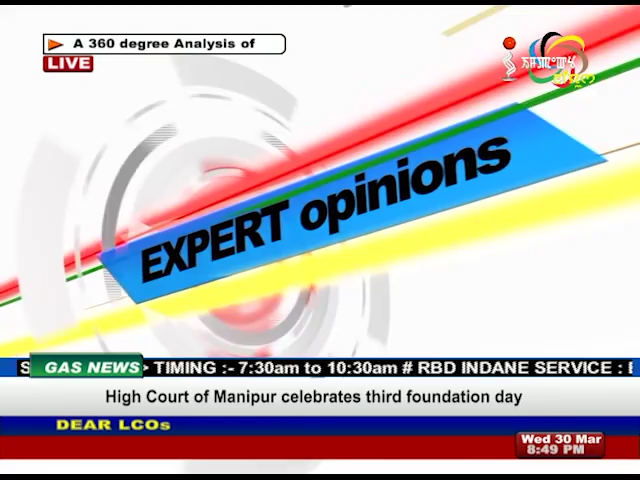 A 360 degree Analysis of
LIVE
EXPERT opinions
GAS NEWS
TIMING :- 7:30am to 10:30am # RBD INDANE SERVICE :
High Court of Manipur celebrates third foundation day
DEAR LCOs
Wed 30 Mar
8:49 PM